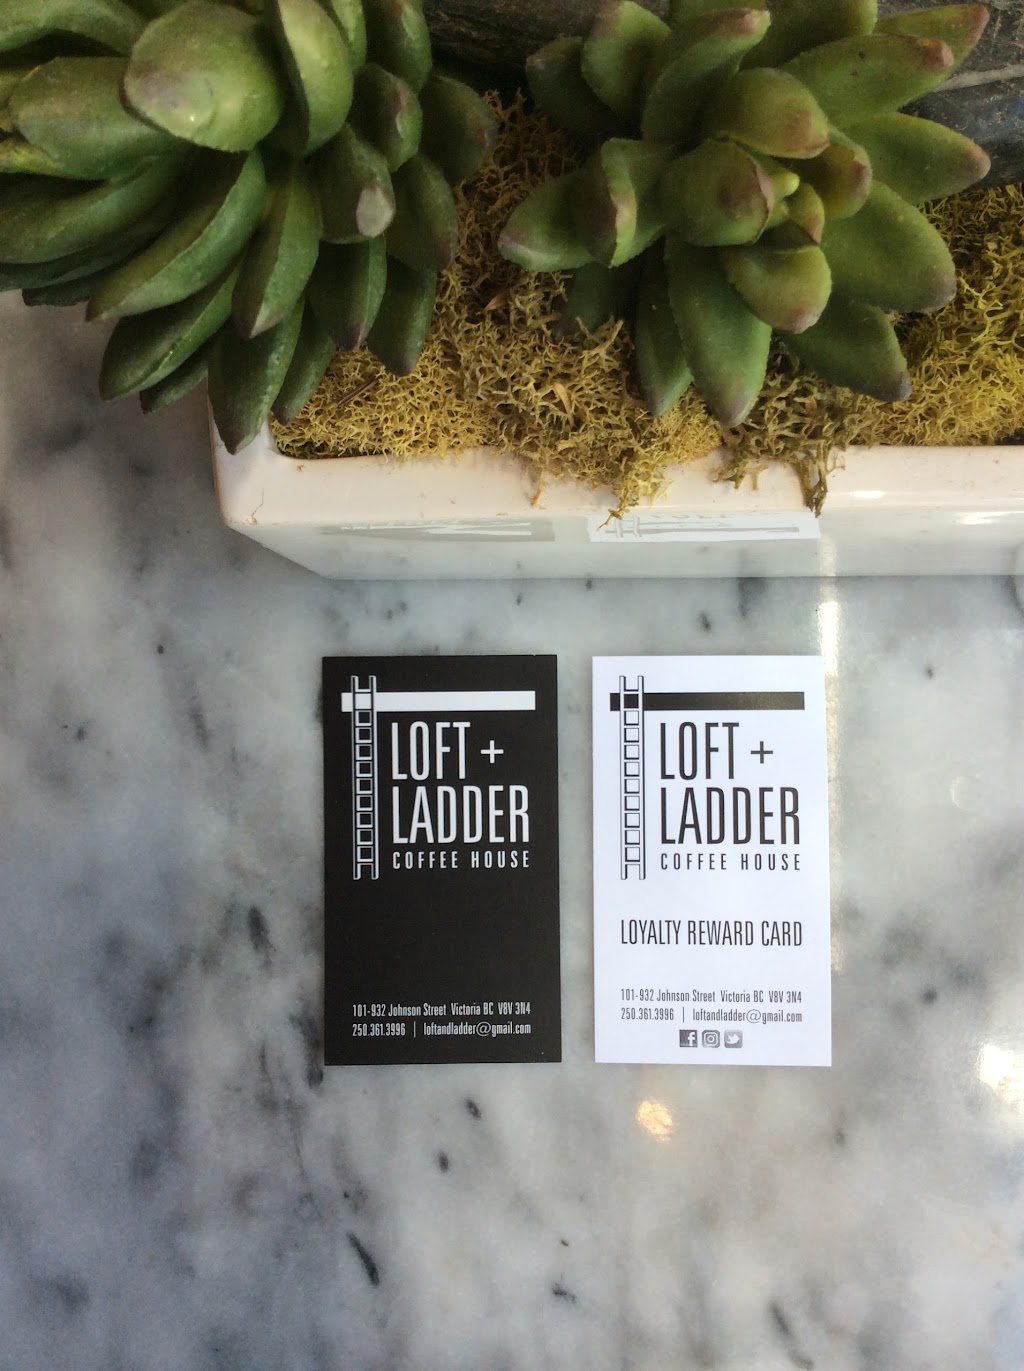 LOFT +
LADDER
COFFEE HOUSE
101-932 Johnson Street Victoria BC V8V 3N4
250.361.3996 | loftandladder@gmail.com
LOFT +
LADDER
COFFEE HOUSE
LOYALTY REWARD CARD
101-932 Johnson Street Victoria BC V8V 3N4
250.361.3996 | loftandladder@gmail.com